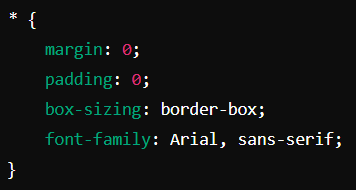 * {
    margin: 0;
    padding: 0;
    box-sizing: border-box;
    font-family: Arial, sans-serif;
}